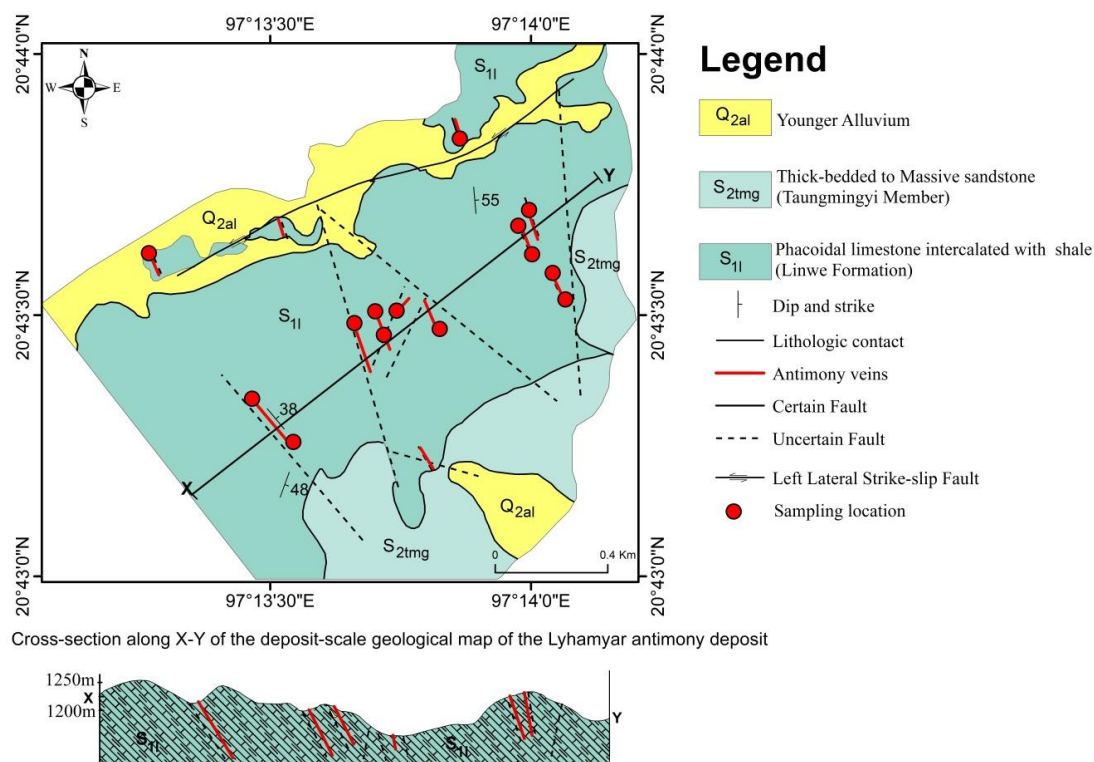 97°13'30"E
97°14'0"E
20°44'0"N
20°44'0"N
N
W
E
S
S1l
Y
55
Q2al
S2tmg
20°43'30"N
20°43'30"N
S1l
38
X
48
Q2al
S2tmg
0
0.4 Km
20°43'0"N
20°43'0"N
97°13'30"E
97°14'0"E
Legend
Q2al
Younger Alluvium
S2tmg
Thick-bedded to Massive sandstone
(Taungmingyi Member)
S1l
Phacoidal limestone intercalated with shale
(Linwe Formation)
Dip and strike
Lithologic contact
Antimony veins
Certain Fault
Uncertain Fault
Left Lateral Strike-slip Fault
Sampling location
Cross-section along X-Y of the deposit-scale geological map of the Lyhamyar antimony deposit
1250m
X
1200m
Y
S1l
S1l